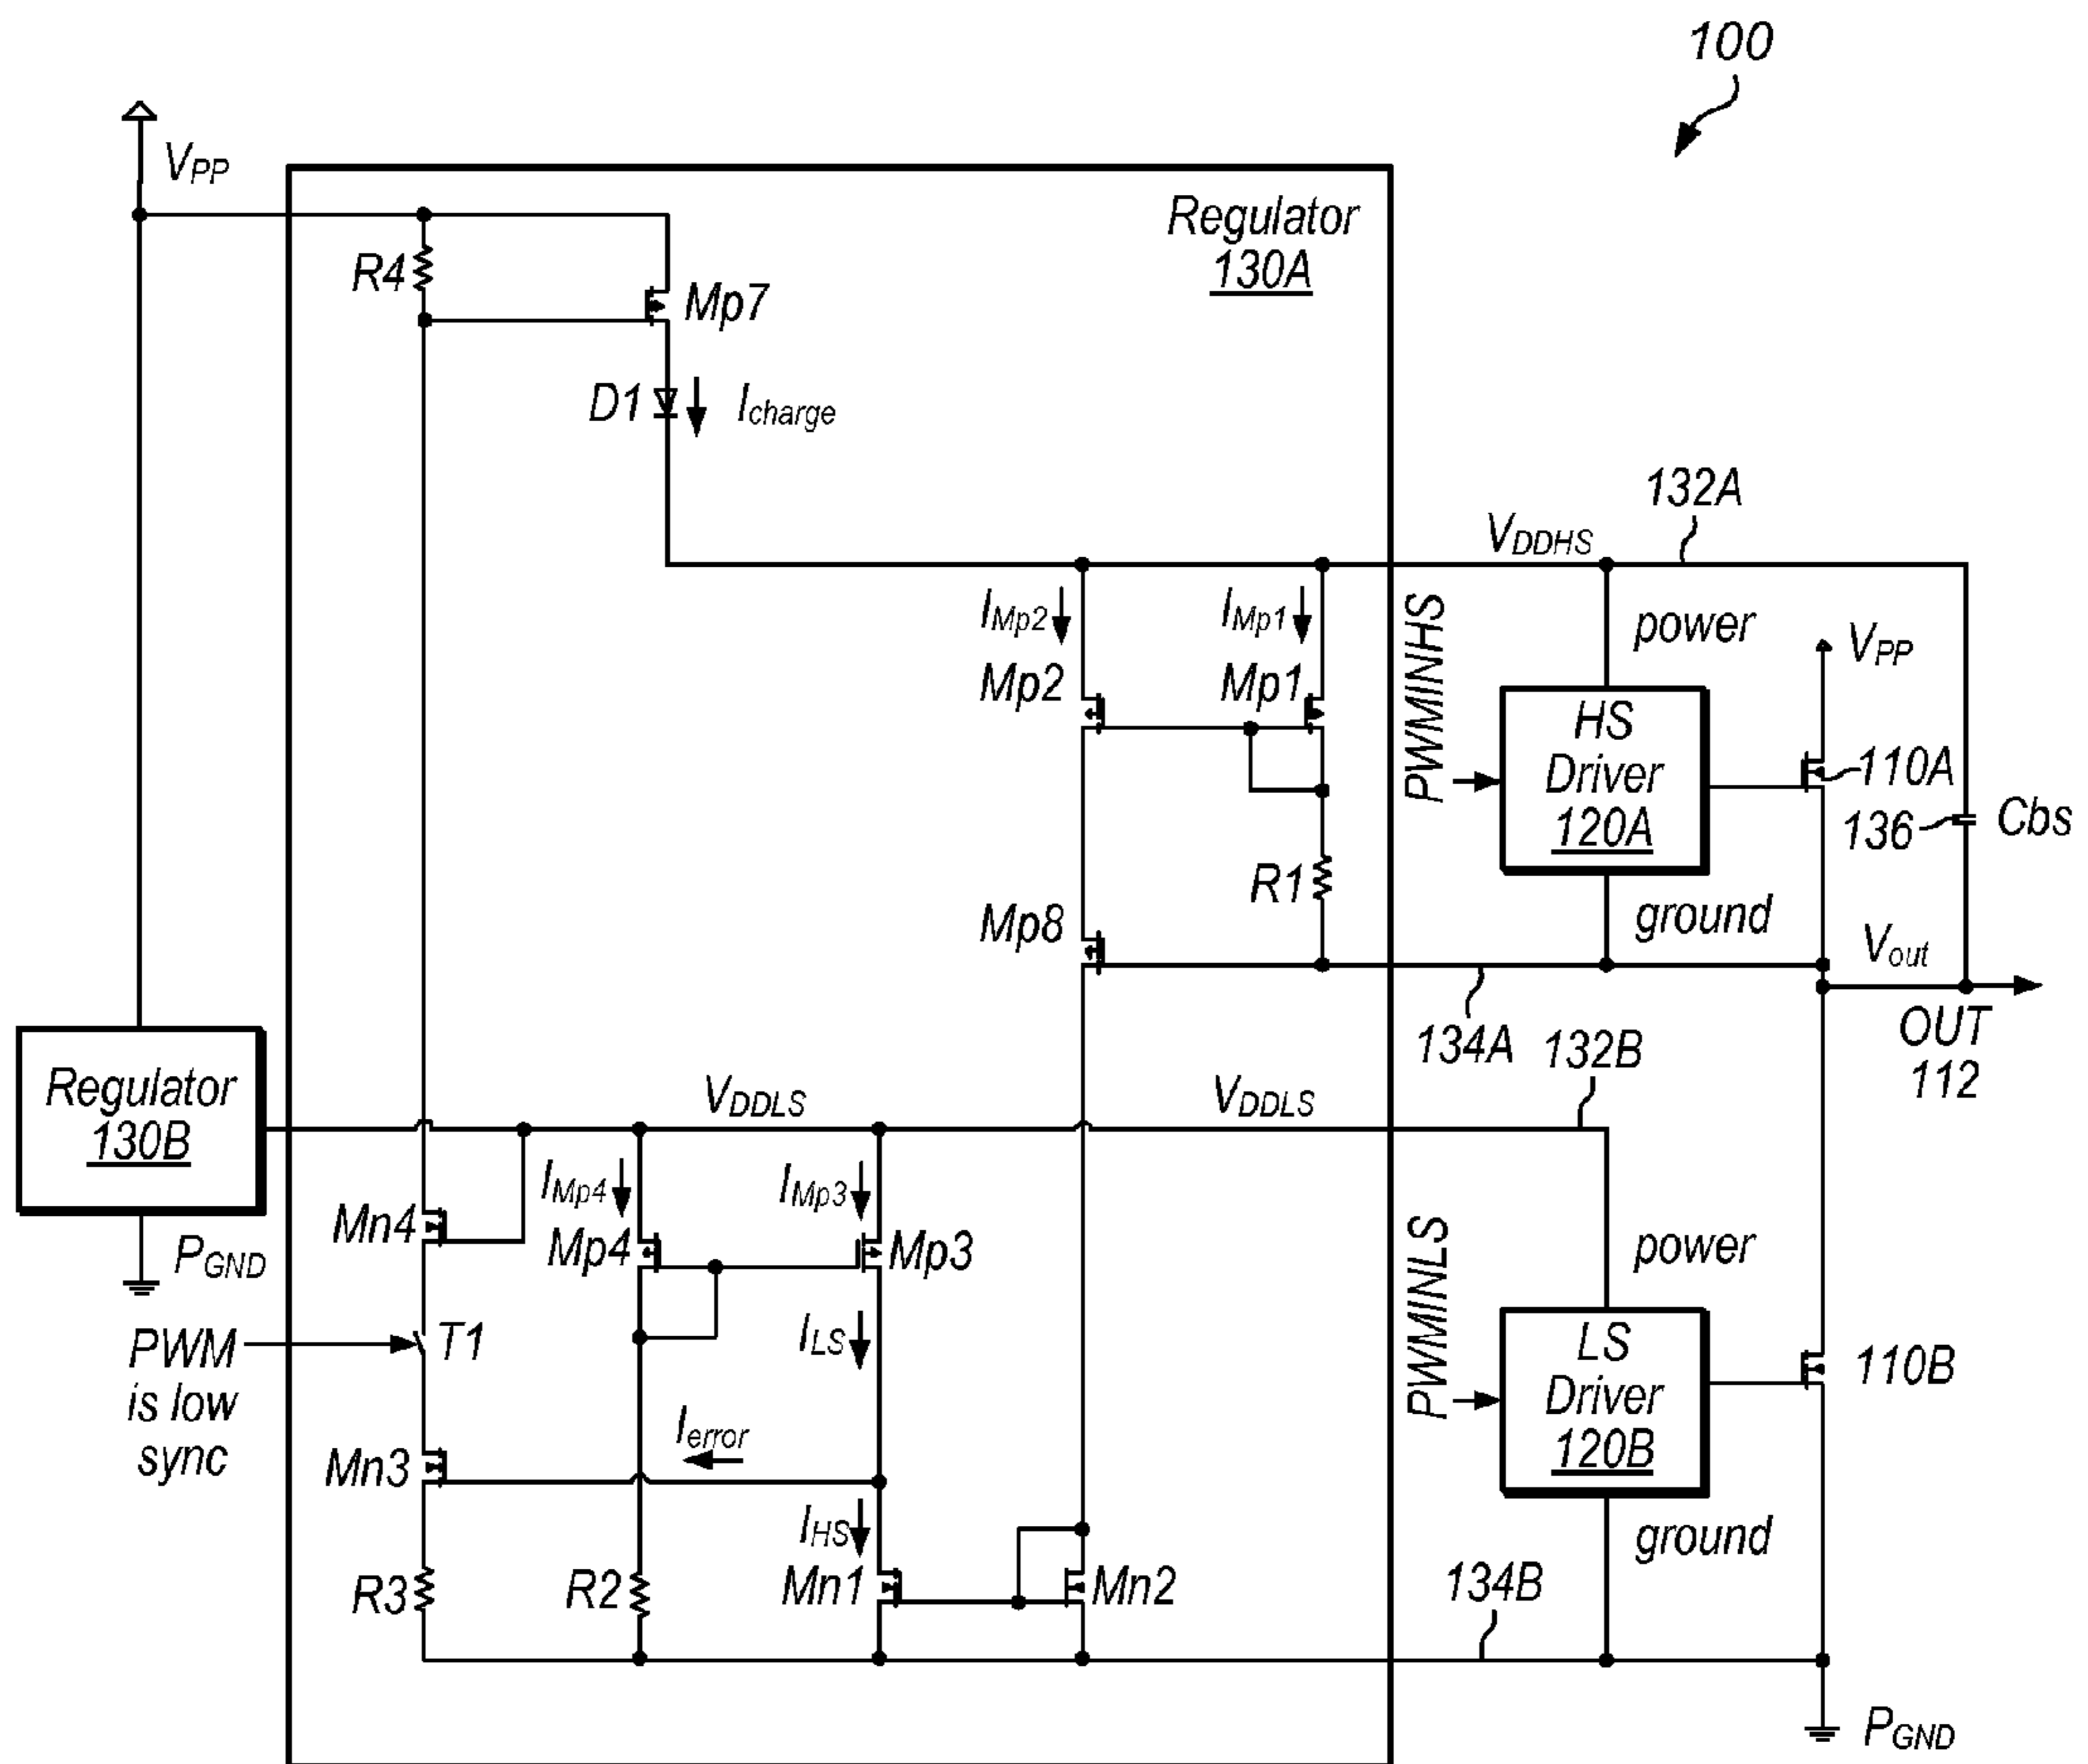 100
VPP
Regulator
130A
R4
Mp7
D1
Icharge
132A
VDDHS
IMp2
IMp1
PWMINHS
power
VPP
Mp2
Mp1
HS
Driver
120A
110A
136
Cbs
R1
Mp8
ground
Vout
134A
132B
OUT
112
Regulator
130B
VDDLS
VDDLS
IMp4
IMp3
Mn4
Mp4
Mp3
PGND
PWMINLS
power
PWM
is low
sync
T1
ILS
LS
Driver
120B
110B
Ierror
Mn3
IHS
ground
R3
R2
Mn1
Mn2
134B
PGND